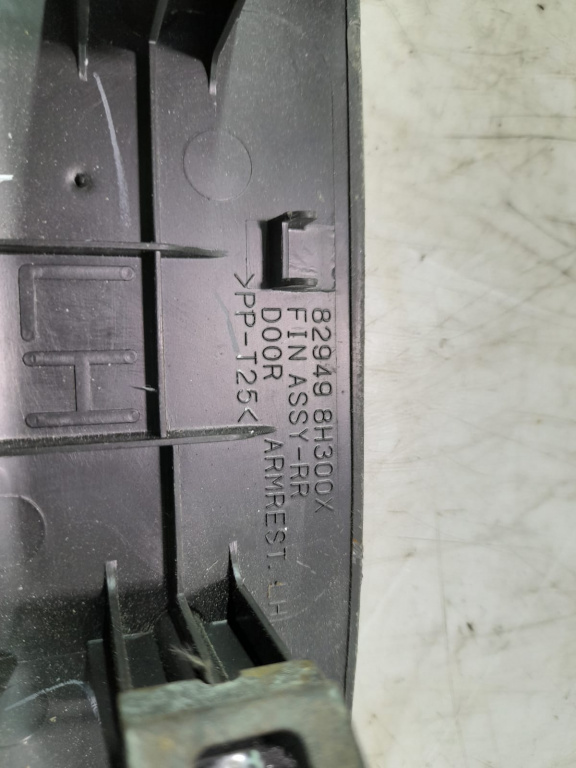 82949 8H300X
FIN ASSY-RR
DOOR ARMREST. LH
>PP-T25<
LH